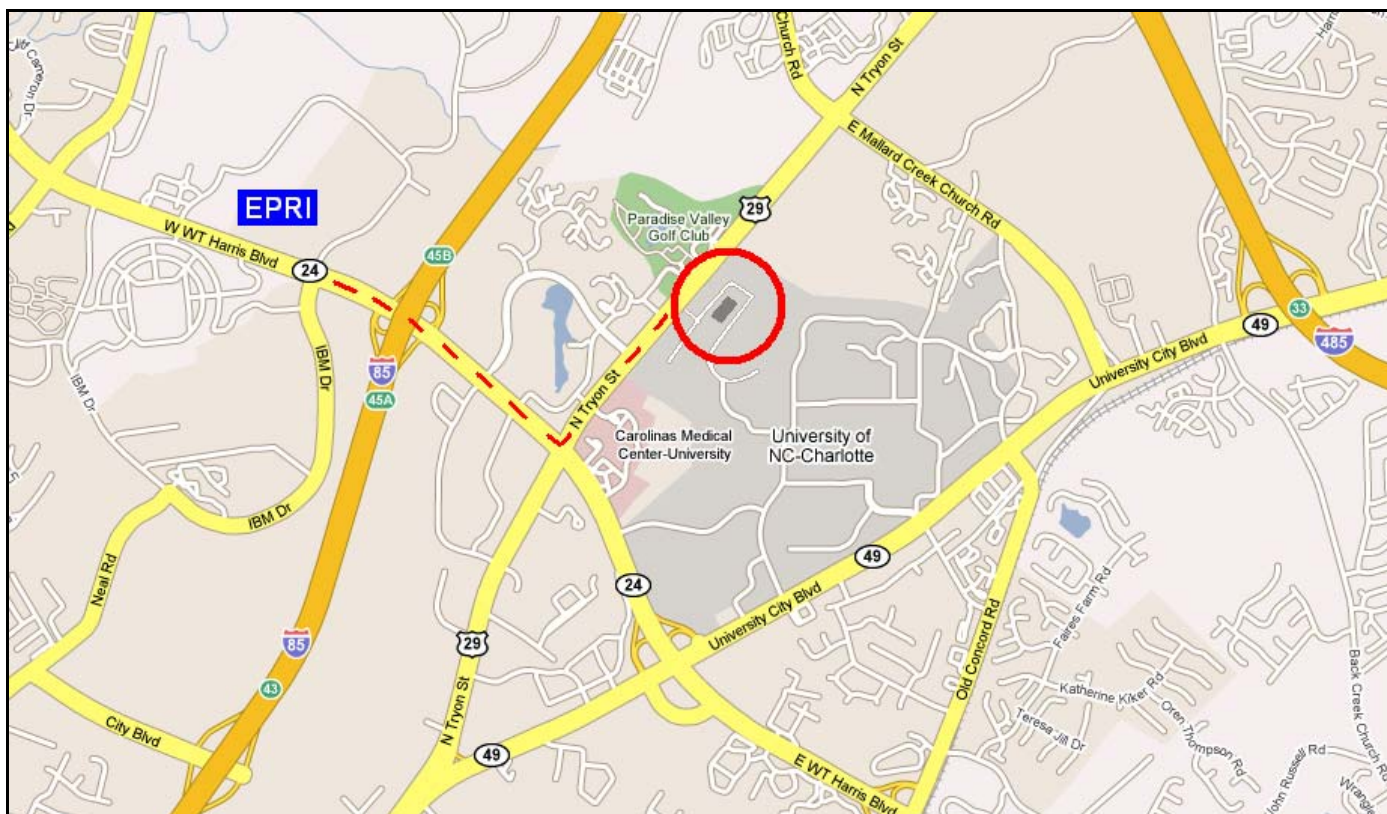 Cameron Dr
Church Rd
N Tryon St
E Mallard Creek Church Rd
EPRI
29
Paradise Valley
Golf Club
W WT Harris Blvd
45B
24
33
49
485
University City Blvd
IBM Dr
IBM Dr
85
45A
N Tryon St
Carolinas Medical
Center-University
University of
NC-Charlotte
IBM Dr
Neal Rd
49
24
Faires Farm Rd
University City Blvd
29
85
Old Concord Rd
43
Katherine Kiker Rd
Oren Thompson Rd
Back Creek Church Rd
Teresa Jill Dr
N Tryon St
City Blvd
49
E WT Harris Blvd
John Russell Rd